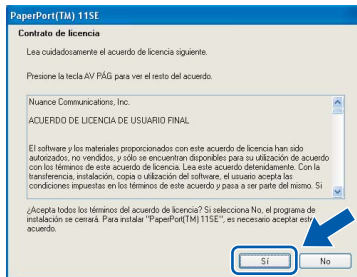 PaperPort(TM) 11SE
Contrato de licencia
Lea cuidadosamente el acuerdo de licencia siguiente.
Presione la tecla AV PÁG para ver el resto del acuerdo.
Nuance Communications, Inc.
ACUERDO DE LICENCIA DE USUARIO FINAL
El software y los materiales proporcionados con este acuerdo de licencia han sido
autorizados, no vendidos, y sólo se encuentran disponibles para su utilización de acuerdo
con los términos de este acuerdo de licencia. Lea este acuerdo detenidamente. Con la
transferencia, instalación, copia o utilización del software, el usuario acepta las
condiciones impuestas en los términos de este acuerdo y pasa a ser parte del mismo. Si
¿Acepta todos los términos del acuerdo de licencia? Si selecciona No, el programa de
instalación se cerrará. Para instalar "PaperPort(TM) 11SE", es necesario aceptar este
acuerdo.
Sí
No